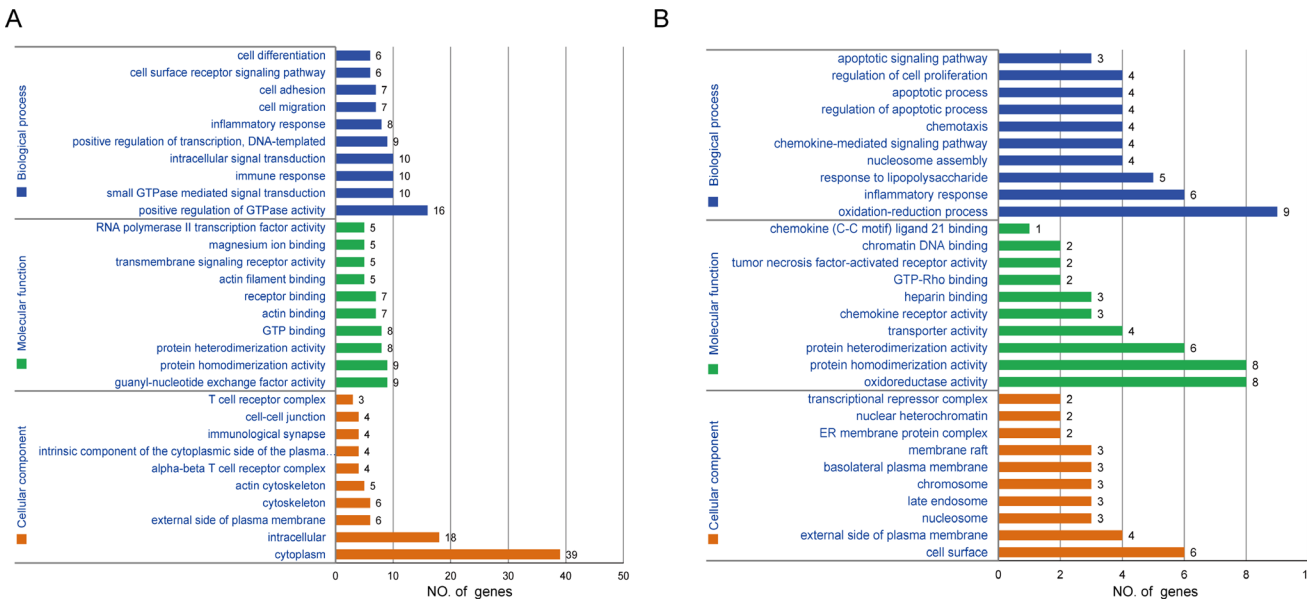 A
Biological process
cell differentiation 6
cell surface receptor signaling pathway 6
cell adhesion 7
cell migration 7
inflammatory response 8
positive regulation of transcription, DNA-templated 9
intracellular signal transduction 10
immune response 10
small GTPase mediated signal transduction 10
positive regulation of GTPase activity 16
Molecular function
RNA polymerase II transcription factor activity 5
magnesium ion binding 5
transmembrane signaling receptor activity 5
actin filament binding 5
receptor binding 7
actin binding 7
GTP binding 8
protein heterodimerization activity 8
protein homodimerization activity 9
guanyl-nucleotide exchange factor activity 9
Cellular component
T cell receptor complex 3
cell-cell junction 4
immunological synapse 4
intrinsic component of the cytoplasmic side of the plasma... 4
alpha-beta T cell receptor complex 4
actin cytoskeleton 5
cytoskeleton 6
external side of plasma membrane 6
intracellular 18
cytoplasm 39
0 10 20 30 40 50
NO. of genes
B
Biological process
apoptotic signaling pathway 3
regulation of cell proliferation 4
apoptotic process 4
regulation of apoptotic process 4
chemotaxis 4
chemokine-mediated signaling pathway 4
nucleosome assembly 4
response to lipopolysaccharide 5
inflammatory response 6
oxidation-reduction process 9
Molecular function
chemokine (C-C motif) ligand 21 binding 1
chromatin DNA binding 2
tumor necrosis factor-activated receptor activity 2
GTP-Rho binding 2
heparin binding 3
chemokine receptor activity 3
transporter activity 4
protein heterodimerization activity 6
protein homodimerization activity 8
oxidoreductase activity 8
Cellular component
transcriptional repressor complex 2
nuclear heterochromatin 2
ER membrane protein complex 2
membrane raft 3
basolateral plasma membrane 3
chromosome 3
late endosome 3
nucleosome 3
external side of plasma membrane 4
cell surface 6
0 2 4 6 8 1
NO. of genes